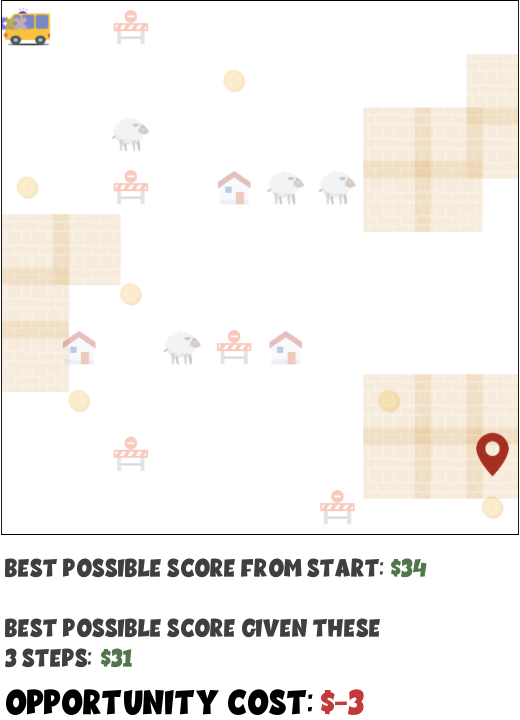 BEST POSSIBLE SCORE FROM START: $34
BEST POSSIBLE SCORE GIVEN THESE
3 STEPS: $31
OPPORTUNITY COST: $-3